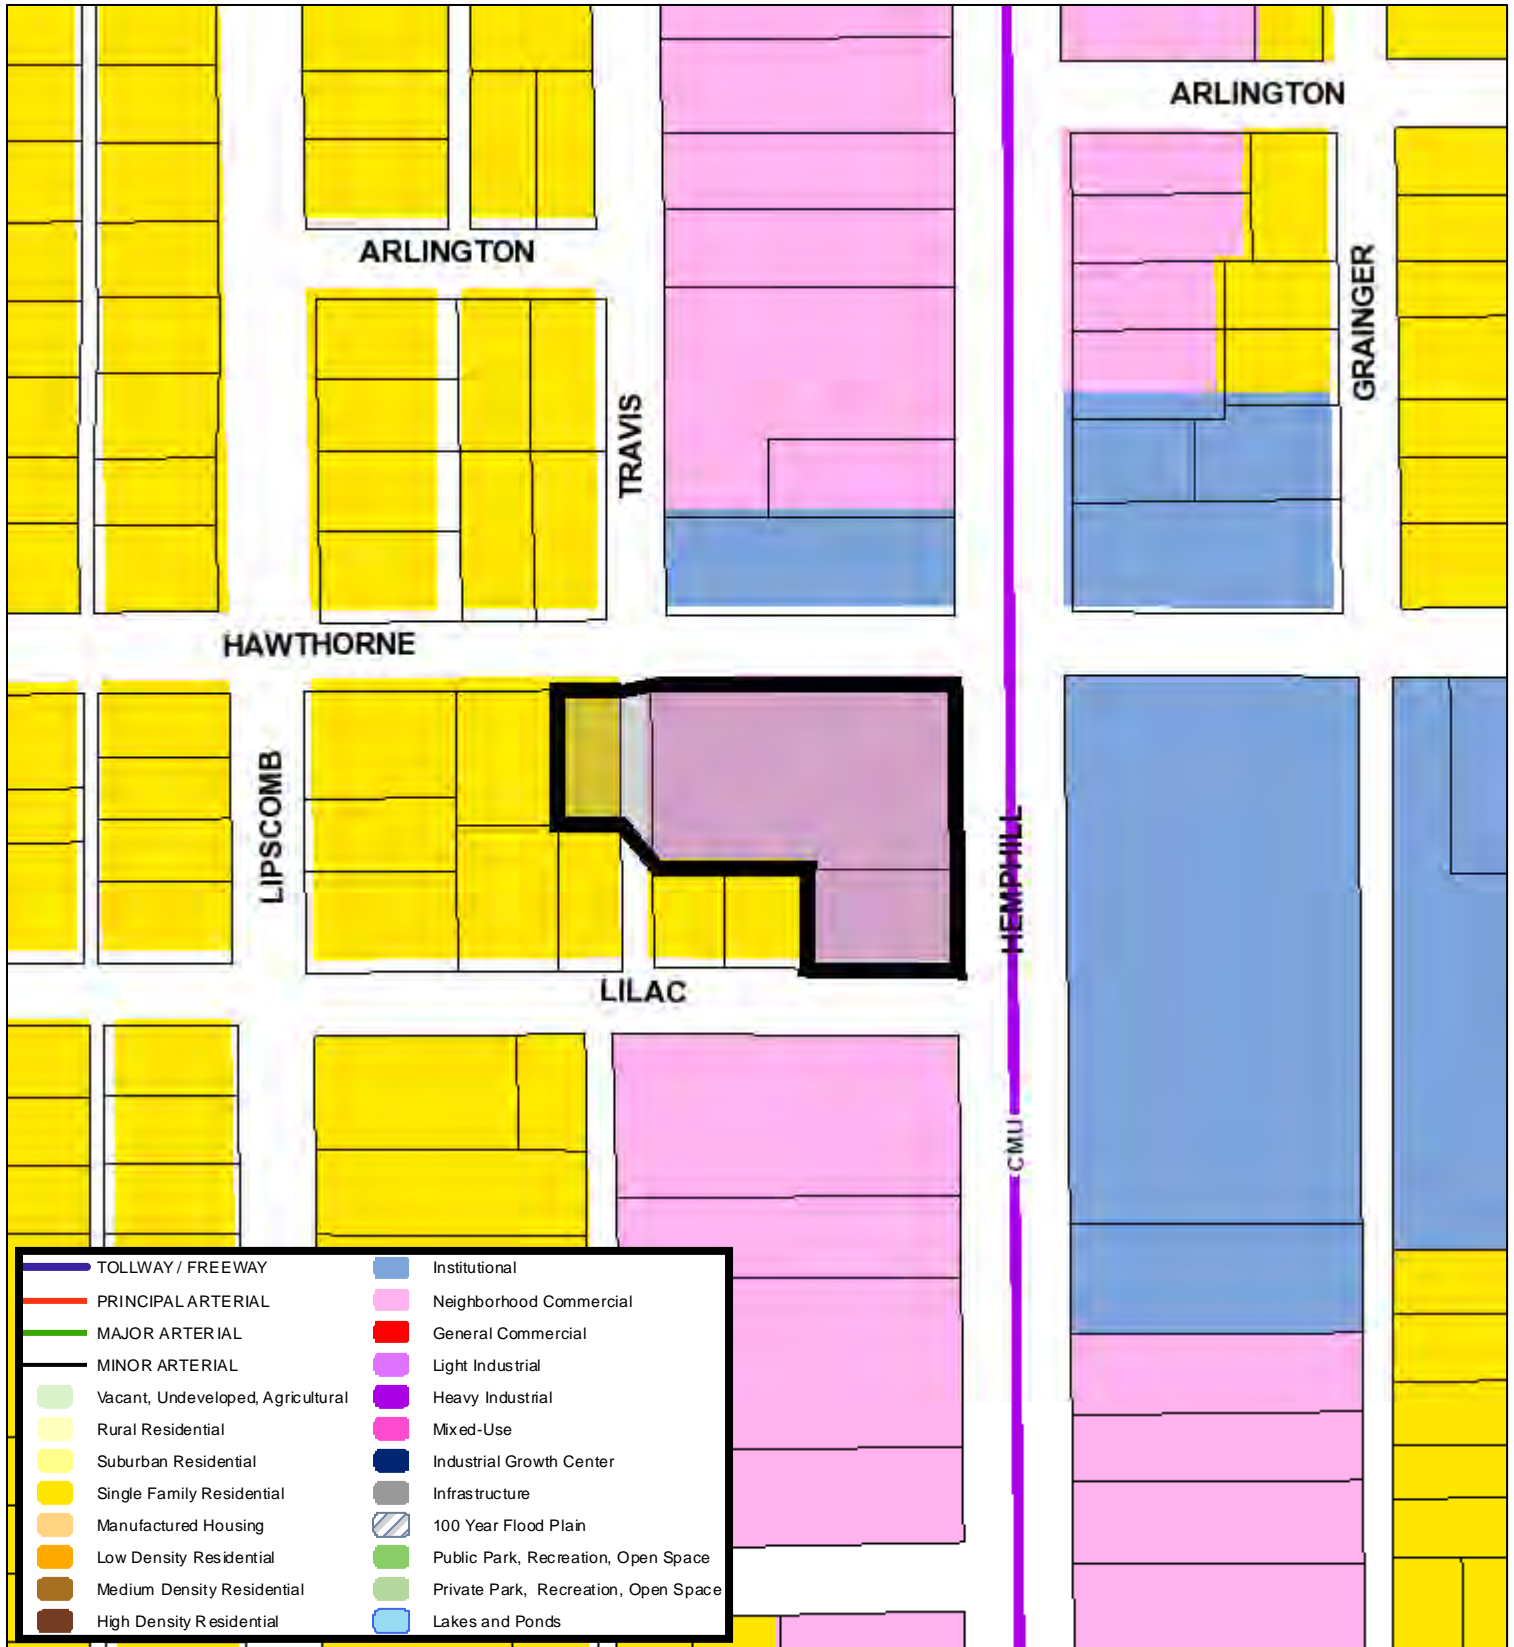 ARLINGTON
ARLINGTON
GRAINGER
TRAVIS
HAWTHORNE
LIPSCOMB
HEMPHILL
LILAC
CMU
TOLLWAY / FREEWAY
PRINCIPAL ARTERIAL
MAJOR ARTERIAL
MINOR ARTERIAL
Vacant, Undeveloped, Agricultural
Rural Residential
Suburban Residential
Single Family Residential
Manufactured Housing
Low Density Residential
Medium Density Residential
High Density Residential
Institutional
Neighborhood Commercial
General Commercial
Light Industrial
Heavy Industrial
Mixed-Use
Industrial Growth Center
Infrastructure
100 Year Flood Plain
Public Park, Recreation, Open Space
Private Park, Recreation, Open Space
Lakes and Ponds